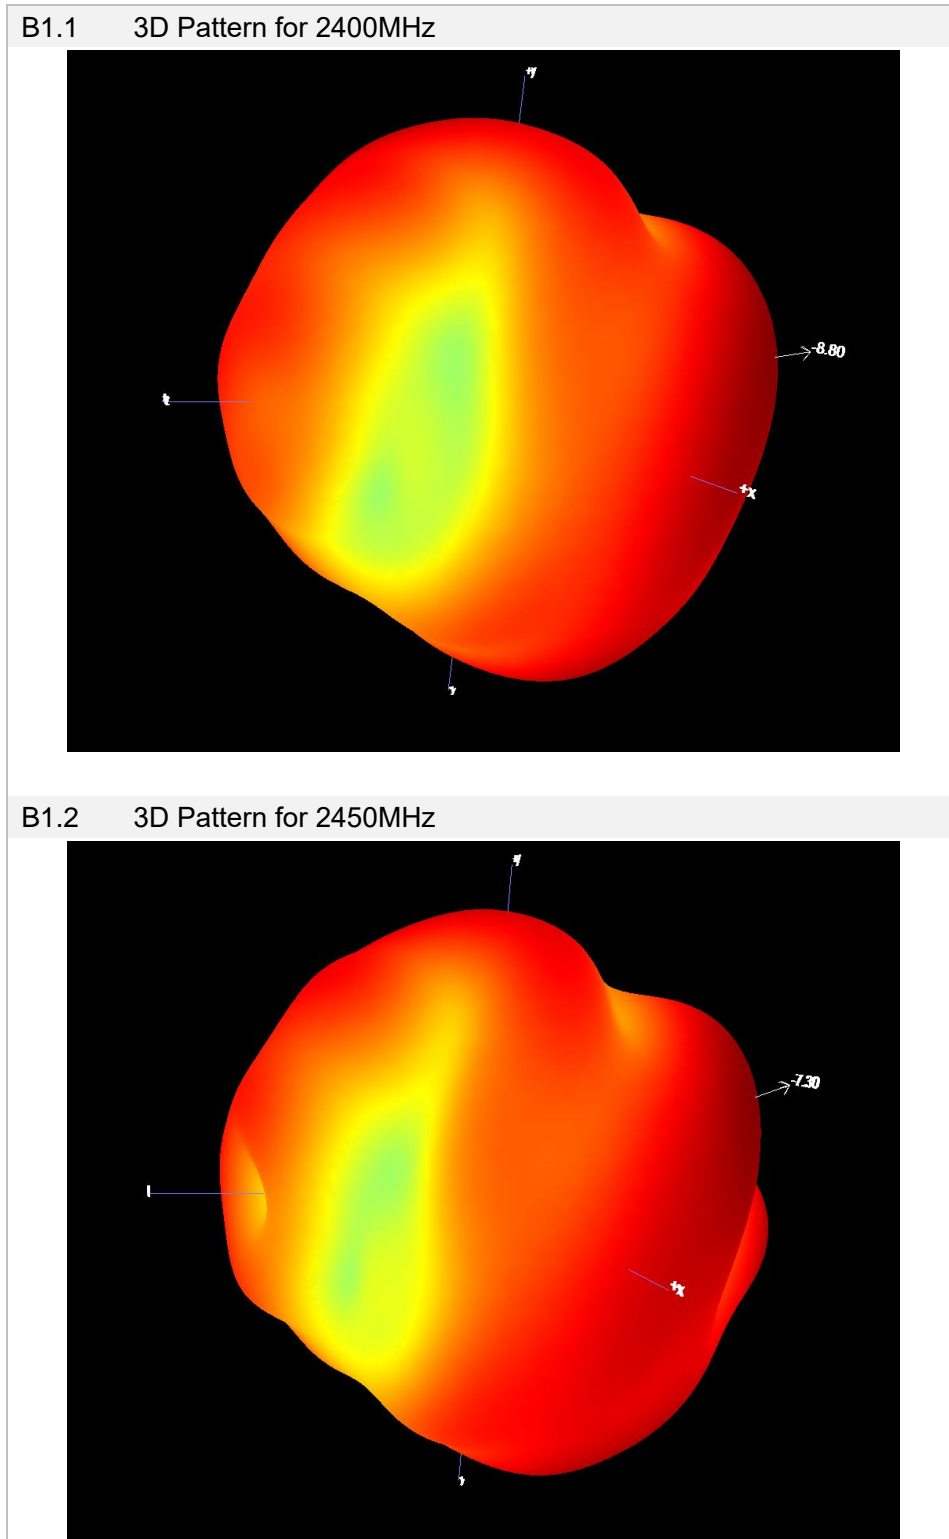 B1.1 3D Pattern for 2400MHz
-8.80
+X
B1.2 3D Pattern for 2450MHz
-7.30
+X